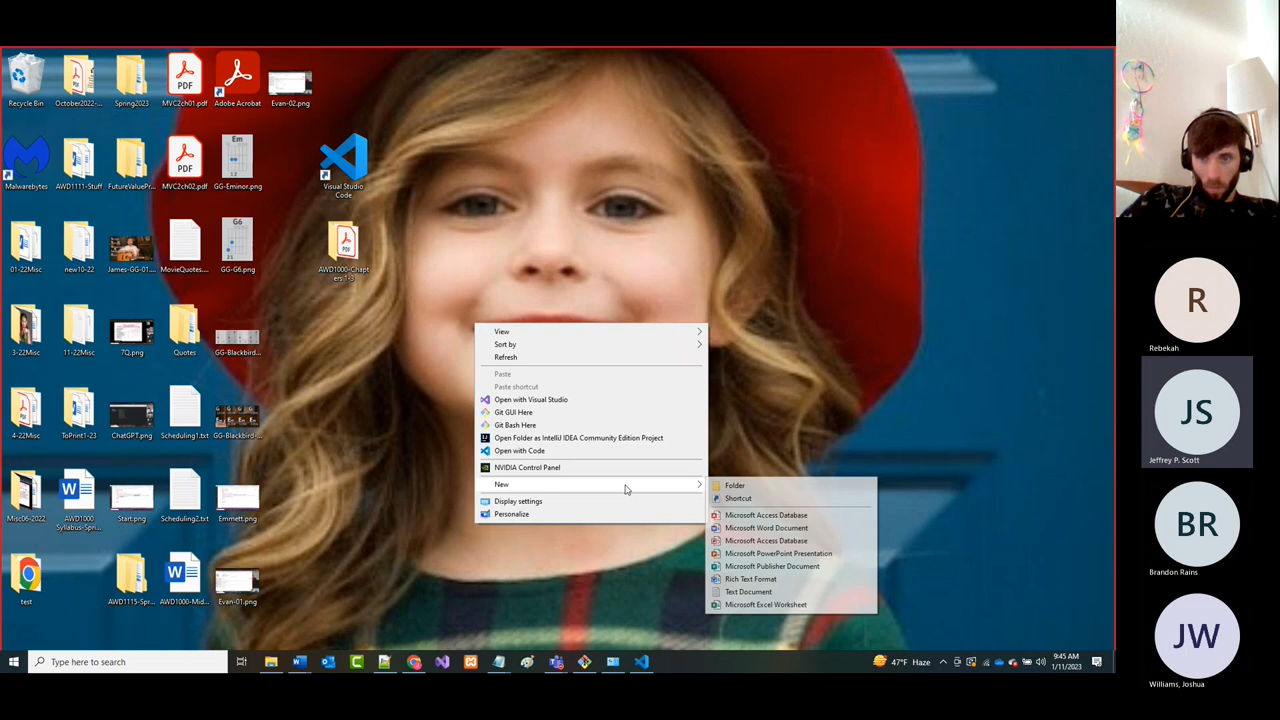 Recycle Bin
October2022-...
Spring2023
PDF
MVC2ch01.pdf
Adobe Acrobat
Evan-02.png
Malwarebytes
AWD1111-Stuff
FutureValuePr...
PDF
MVC2ch02.pdf
Em
GG-Eminor.png
Visual Studio
Code
01-22Misc
new10-22
James-GG-01....
MovieQuotes....
G6
GG-G6.png
PDF
AWD1000-Chapt
ers 1-3
3-22Misc
11-22Misc
7Q.png
Quotes
GG-Blackbird...
4-22Misc
ToPrint1-23
ChatGPT.png
Scheduling1.txt
GG-Blackbird-...
Misc06-2022
AWD1000
Syllabus-Spri...
Start.png
Scheduling2.txt
Emmett.png
test
AWD1115-Spr...
AWD1000-Mid...
Evan-01.png
View
Sort by
Refresh
Paste
Paste shortcut
Open with Visual Studio
Git GUI Here
Git Bash Here
Open Folder as IntelliJ IDEA Community Edition Project
Open with Code
NVIDIA Control Panel
New
Display settings
Personalize
Folder
Shortcut
Microsoft Access Database
Microsoft Word Document
Microsoft Access Database
Microsoft PowerPoint Presentation
Microsoft Publisher Document
Rich Text Format
Text Document
Microsoft Excel Worksheet
Type here to search
47°F Haze
9:45 AM
1/11/2023
R
Rebekah
JS
Jeffrey P. Scott
BR
Brandon Rains
JW
Williams, Joshua